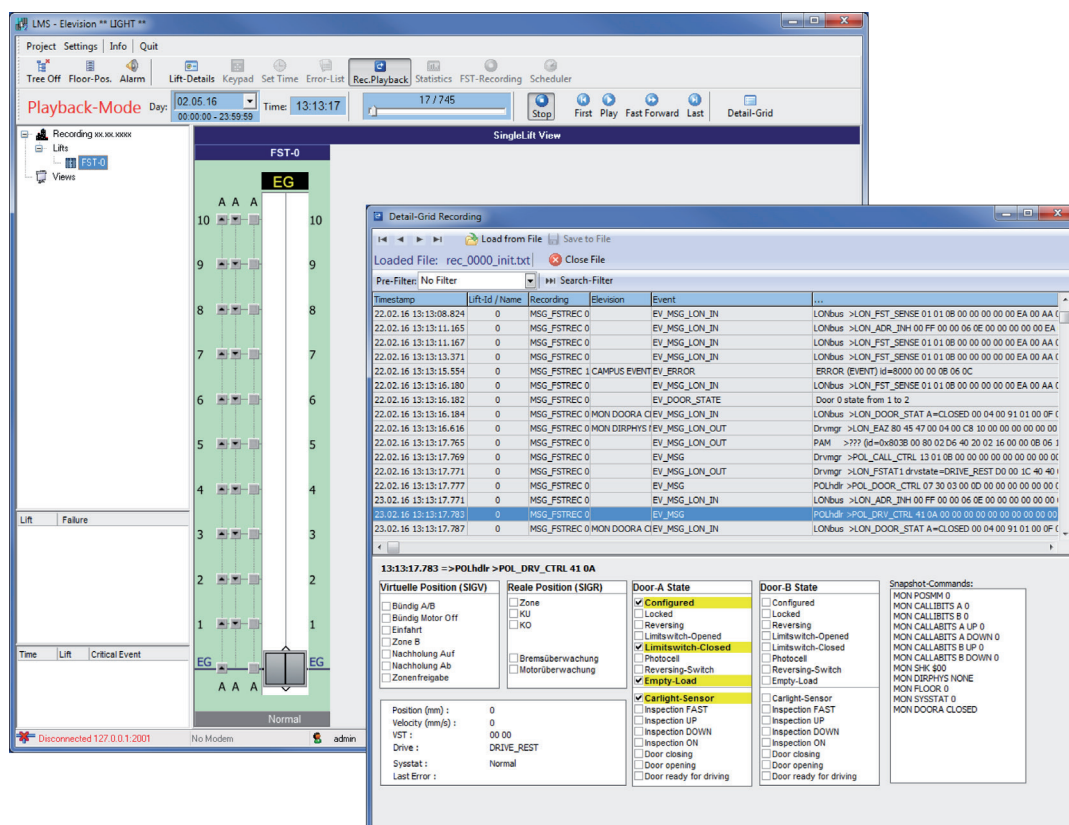 LMS - Elevision ** LIGHT **
Project Settings Info Quit
Tree Off Floor-Pos. Alarm Lift-Details Keypad Set Time Error-List Rec.Playback Statistics FST-Recording Scheduler
Playback-Mode Day: 02.05.16 Time: 13:13:17 17 / 745
00:00:00 - 23:59:59 Stop First Play Fast Forward Last Detail-Grid
Recording xx.xx.xxxx
Lifts
FST-0
Views
SingleLift View
FST-0
EG
A A A
10 10
9 9
8 8
7 7
6 6
5 5
4 4
3 3
2 2
1 1
EG EG
A A A
Normal
Lift Failure
Time Lift Critical Event
Disconnected 127.0.0.1:2001 No Modem admin
Detail-Grid Recording
Load from File Save to File
Loaded File: rec_0000_init.txt Close File
Pre-Filter: No Filter Search-Filter
Timestamp Lift-Id / Name Recording Elevision Event ...
22.02.16 13:13:08.824 0 MSG_FSTREC 0 EV_MSG_LON_IN LONbus >LON_FST_SENSE 01 01 0B 00 00 00 00 00 EA 00 AA
22.02.16 13:13:11.165 0 MSG_FSTREC 0 EV_MSG_LON_IN LONbus >LON_ADR_INH 00 FF 00 00 06 0E 00 00 00 00 00 EA
22.02.16 13:13:11.167 0 MSG_FSTREC 0 EV_MSG_LON_IN LONbus >LON_FST_SENSE 01 01 0B 00 00 00 00 00 EA 00 AA
22.02.16 13:13:13.371 0 MSG_FSTREC 0 EV_MSG_LON_IN LONbus >LON_FST_SENSE 01 01 0B 00 00 00 00 00 EA 00 AA
22.02.16 13:13:15.554 0 MSG_FSTREC 1 CAMPUS EVENT EV_ERROR ERROR (EVENT) id=8000 00 00 0B 06 0C
22.02.16 13:13:16.180 0 MSG_FSTREC 0 EV_MSG_LON_IN LONbus >LON_FST_SENSE 01 01 0B 00 00 00 00 00 EA 00 AA
22.02.16 13:13:16.182 0 MSG_FSTREC 0 EV_DOOR_STATE Door 0 state from 1 to 2
22.02.16 13:13:16.184 0 MSG_FSTREC 0 MON DOORA EV_MSG_LON_IN LONbus >LON_DOOR_STAT A=CLOSED 00 04 00 91 01 00 0F
22.02.16 13:13:16.616 0 MSG_FSTREC 0 MON DIRPHYS EV_MSG_LON_OUT Drvmgr >LON_EAZ 80 45 47 00 04 00 C8 10 00 00 00 00 00 00
22.02.16 13:13:17.765 0 MSG_FSTREC 0 EV_MSG_LON_OUT PAM >??? (id=0x803B 00 80 02 D6 40 20 02 16 00 00 0B 06
22.02.16 13:13:17.769 0 MSG_FSTREC 0 EV_MSG Drvmgr >POL_CALL_CTRL 13 01 0B 00 00 00 00 00 00 00 00 00
22.02.16 13:13:17.771 0 MSG_FSTREC 0 EV_MSG_LON_OUT Drvmgr >LON_FSTAT1 drvstate=DRIVE_REST D0 00 1C 40 40
22.02.16 13:13:17.777 0 MSG_FSTREC 0 EV_MSG POLhdlr >POL_DOOR_CTRL 07 30 03 00 0D 00 00 00 00 00 00
23.02.16 13:13:17.771 0 MSG_FSTREC 0 EV_MSG_LON_IN LONbus >LON_ADR_INH 00 FF 00 00 06 0E 00 00 00 00 00 00
23.02.16 13:13:17.783 0 MSG_FSTREC 0 EV_MSG POLhdlr >POL_DRV_CTRL 41 0A 00 00 00 00 00 00 00 00 00 00
23.02.16 13:13:17.787 0 MSG_FSTREC 0 MON DOORA EV_MSG_LON_IN LONbus >LON_DOOR_STAT A=CLOSED 00 04 00 91 01 00 0F
13:13:17.783 =>POLhdlr >POL_DRV_CTRL 41 0A
Virtuelle Position (SIGV)
Bündig A/B
Bündig Motor Off
Einfahrt
Zone B
Nachholung Auf
Nachholung Ab
Zonenfreigabe
Reale Position (SIGR)
Zone
KU
KO
Bremsüberwachung
Motorüberwachung
Position (mm) : 0
Velocity (mm/s) : 0
VST : 00 00
Drive : DRIVE_REST
Sysstat : Normal
Last Error :
Door-A State
Configured
Locked
Reversing
Limitswitch-Opened
Limitswitch-Closed
Photocell
Reversing-Switch
Empty-Load
Carlight-Sensor
Inspection FAST
Inspection UP
Inspection DOWN
Inspection ON
Door closing
Door opening
Door ready for driving
Door-B State
Configured
Locked
Reversing
Limitswitch-Opened
Limitswitch-Closed
Photocell
Reversing-Switch
Empty-Load
Carlight-Sensor
Inspection FAST
Inspection UP
Inspection DOWN
Inspection ON
Door closing
Door opening
Door ready for driving
Snapshot-Commands:
MON POSMM 0
MON CALLIBITS A 0
MON CALLIBITS B 0
MON CALLABITS A UP 0
MON CALLABITS A DOWN 0
MON CALLABITS B UP 0
MON CALLABITS B DOWN 0
MON SHK $00
MON DIRPHYS NONE
MON FLOOR 0
MON SYSSTAT 0
MON DOORA CLOSED